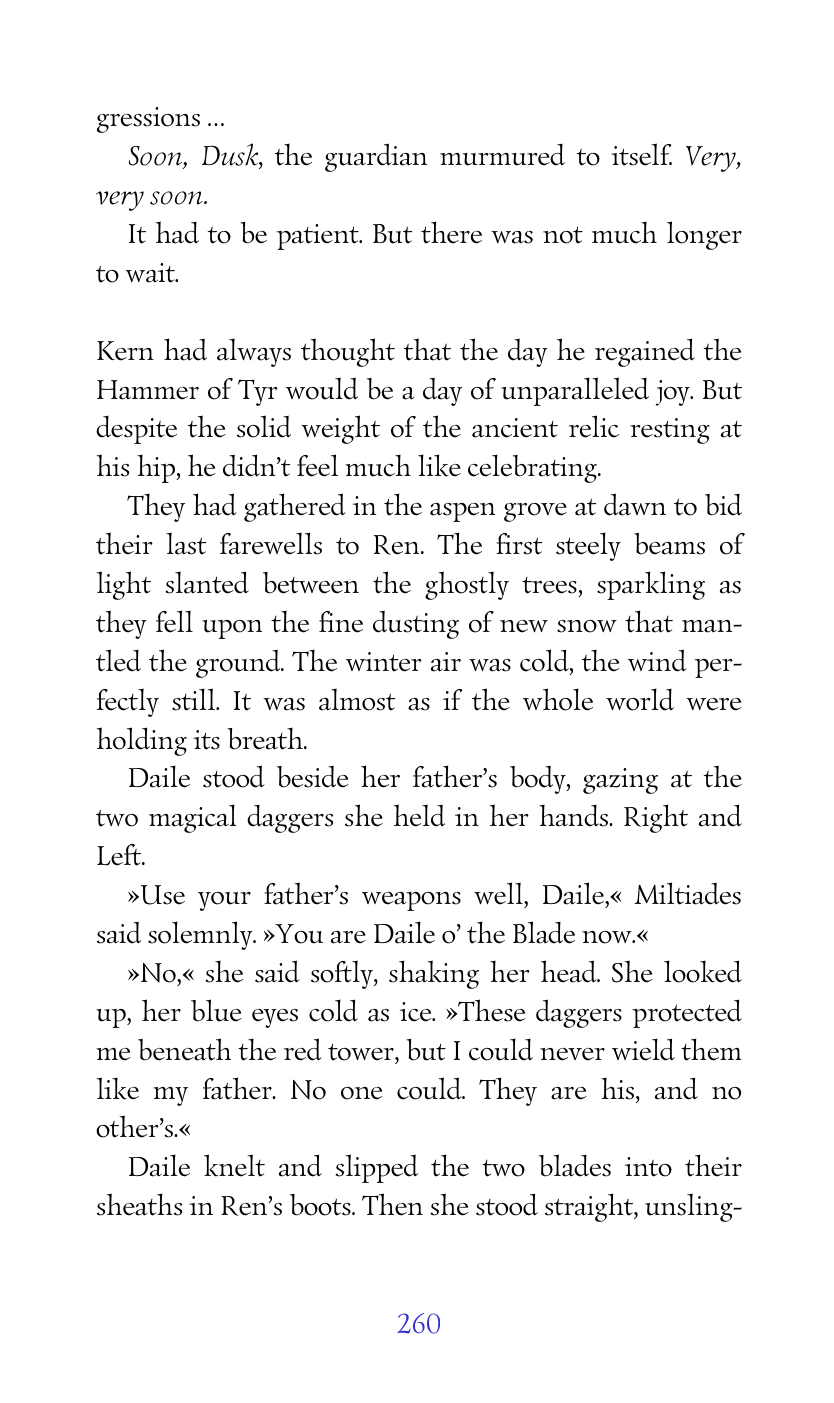 gressions …
Soon, Dusk, the guardian murmured to itself. Very,
very soon.
It had to be patient. But there was not much longer
to wait.
Kern had always thought that the day he regained the
Hammer of Tyr would be a day of unparalleled joy. But
despite the solid weight of the ancient relic resting at
his hip, he didn’t feel much like celebrating.
They had gathered in the aspen grove at dawn to bid
their last farewells to Ren. The first steely beams of
light slanted between the ghostly trees, sparkling as
they fell upon the fine dusting of new snow that man-
tled the ground. The winter air was cold, the wind per-
fectly still. It was almost as if the whole world were
holding its breath.
Daile stood beside her father’s body, gazing at the
two magical daggers she held in her hands. Right and
Left.
»Use your father’s weapons well, Daile,« Miltiades
said solemnly. »You are Daile o’ the Blade now.«
»No,« she said softly, shaking her head. She looked
up, her blue eyes cold as ice. »These daggers protected
me beneath the red tower, but I could never wield them
like my father. No one could. They are his, and no
other’s.«
Daile knelt and slipped the two blades into their
sheaths in Ren’s boots. Then she stood straight, unsling-
260